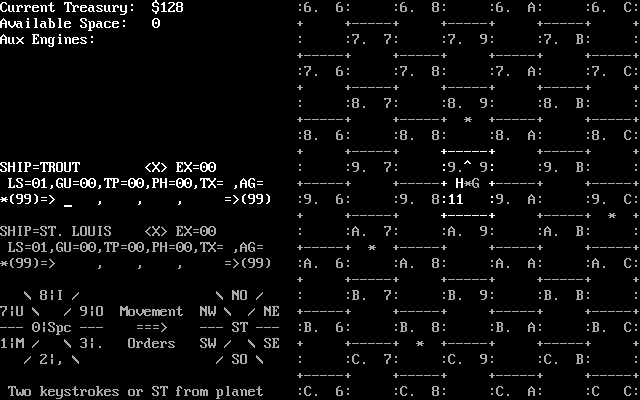 Current Treasury:  $128
Available Space:   0
Aux Engines:
SHIP=TROUT        <X> EX=00
LS=01,GU=00,TP=00,PH=00,TX= ,AG=
*(99)=> _   ,    ,    ,     =>(99)
SHIP=ST. LOUIS    <X> EX=00
LS=01,GU=00,TP=00,PH=00,TX= ,AG=
*(99)=>     ,    ,    ,     =>(99)
\ 8|I /                  \ NO /
7|U \ / 9|O  Movement  NW \ / NE
--- 0|Spc ---   ===>   --- ST ---
1|M / \ 3|.   Orders   SW / \ SE
/ 2|, \                  / SO \
Two keystrokes or ST from planet
:6.  6:     :6.  8:     :6.  A:     :6.  C:
:7.  7:     :7.  9:     :7.  B:
:7.  6:     :7.  8:     :7.  A:     :7.  C:
:8.  7:     :8.  9:     :8.  B:
*
:8.  6:     :8.  8:     :8.  A:     :8.  C:
:9.  7:     :9.^ 9:     :9.  B:
H*G
:9.  6:     :9.  8:11     :9.  A:     :9.  C:
*
:A.  7:     :A.  9:     :A.  B:
*
:A.  6:     :A.  8:     :A.  A:     :A.  C:
:B.  7:     :B.  9:     :B.  B:
:B.  6:     :B.  8:     :B.  A:     :B.  C:
*
:C.  7:     :C.  9:     :C.  B:
:C.  6:     :C.  8:     :C.  A:     :C.  C: